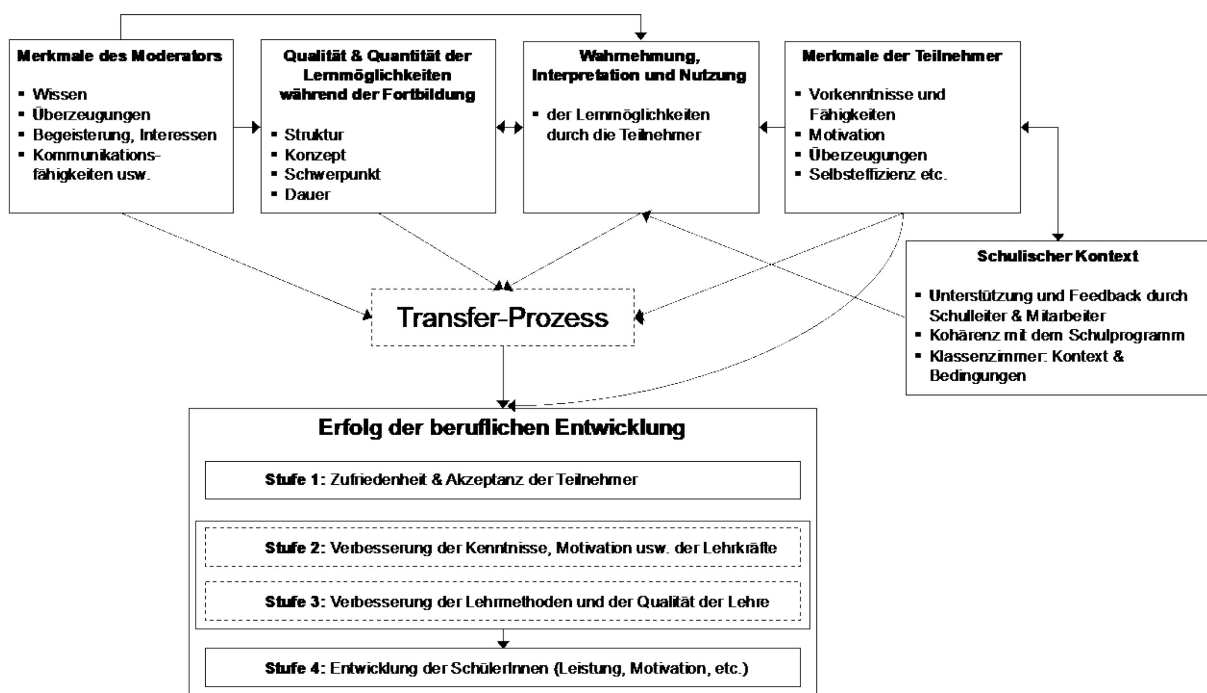 Merkmale des Moderators
▪ Wissen
▪ Überzeugungen
▪ Begeisterung, Interessen
▪ Kommunikations-
fähigkeiten usw.
Qualität & Quantität der
Lernmöglichkeiten
während der Fortbildung
▪ Struktur
▪ Konzept
▪ Schwerpunkt
▪ Dauer
Wahrnehmung,
Interpretation und Nutzung
▪ der Lernmöglichkeiten
durch die Teilnehmer
Merkmale der Teilnehmer
▪ Vorkenntnisse und
Fähigkeiten
▪ Motivation
▪ Überzeugungen
▪ Selbsteffizienz etc.
Schulischer Kontext
▪ Unterstützung und Feedback durch
Schulleiter & Mitarbeiter
▪ Kohärenz mit dem Schulprogramm
▪ Klassenzimmer: Kontext &
Bedingungen
Transfer-Prozess
Erfolg der beruflichen Entwicklung
Stufe 1: Zufriedenheit & Akzeptanz der Teilnehmer
Stufe 2: Verbesserung der Kenntnisse, Motivation usw. der Lehrkräfte
Stufe 3: Verbesserung der Lehrmethoden und der Qualität der Lehre
Stufe 4: Entwicklung der SchülerInnen (Leistung, Motivation, etc.)